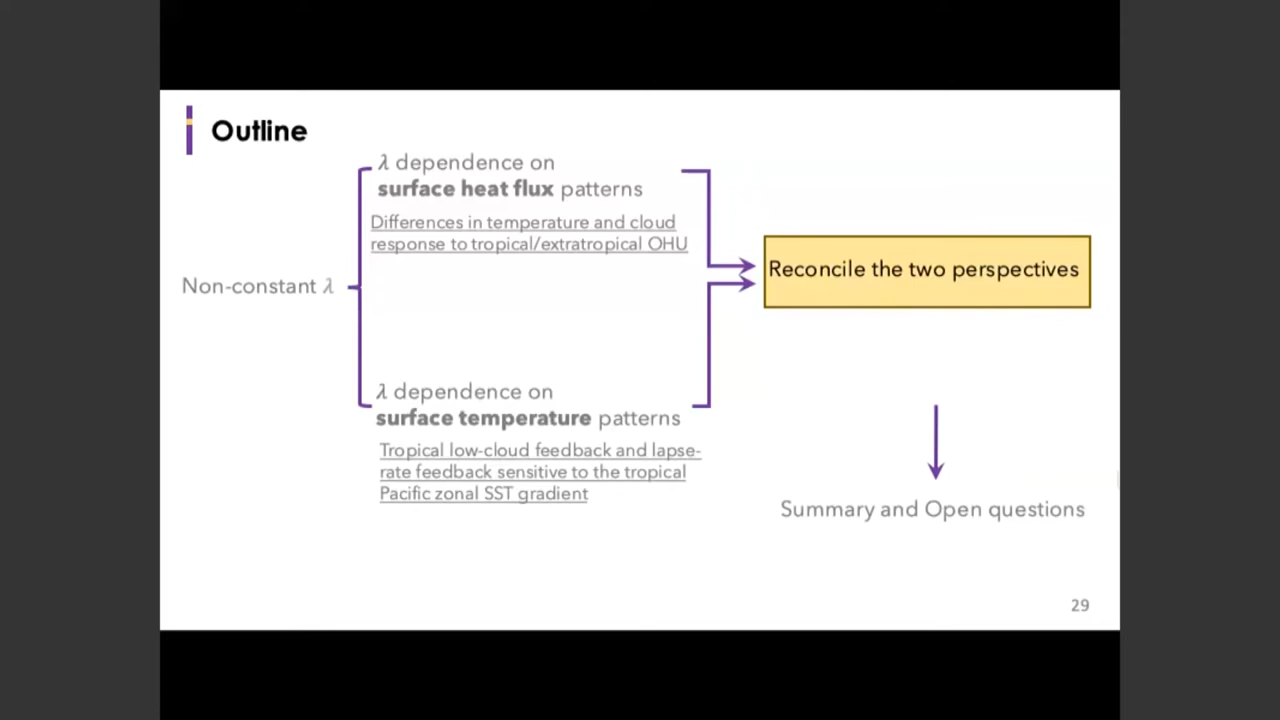 Outline
λ dependence on
surface heat flux patterns
Differences in temperature and cloud
response to tropical/extratropical OHU
Non-constant λ
Reconcile the two perspectives
λ dependence on
surface temperature patterns
Tropical low-cloud feedback and lapse-
rate feedback sensitive to the tropical
Pacific zonal SST gradient
Summary and Open questions
29